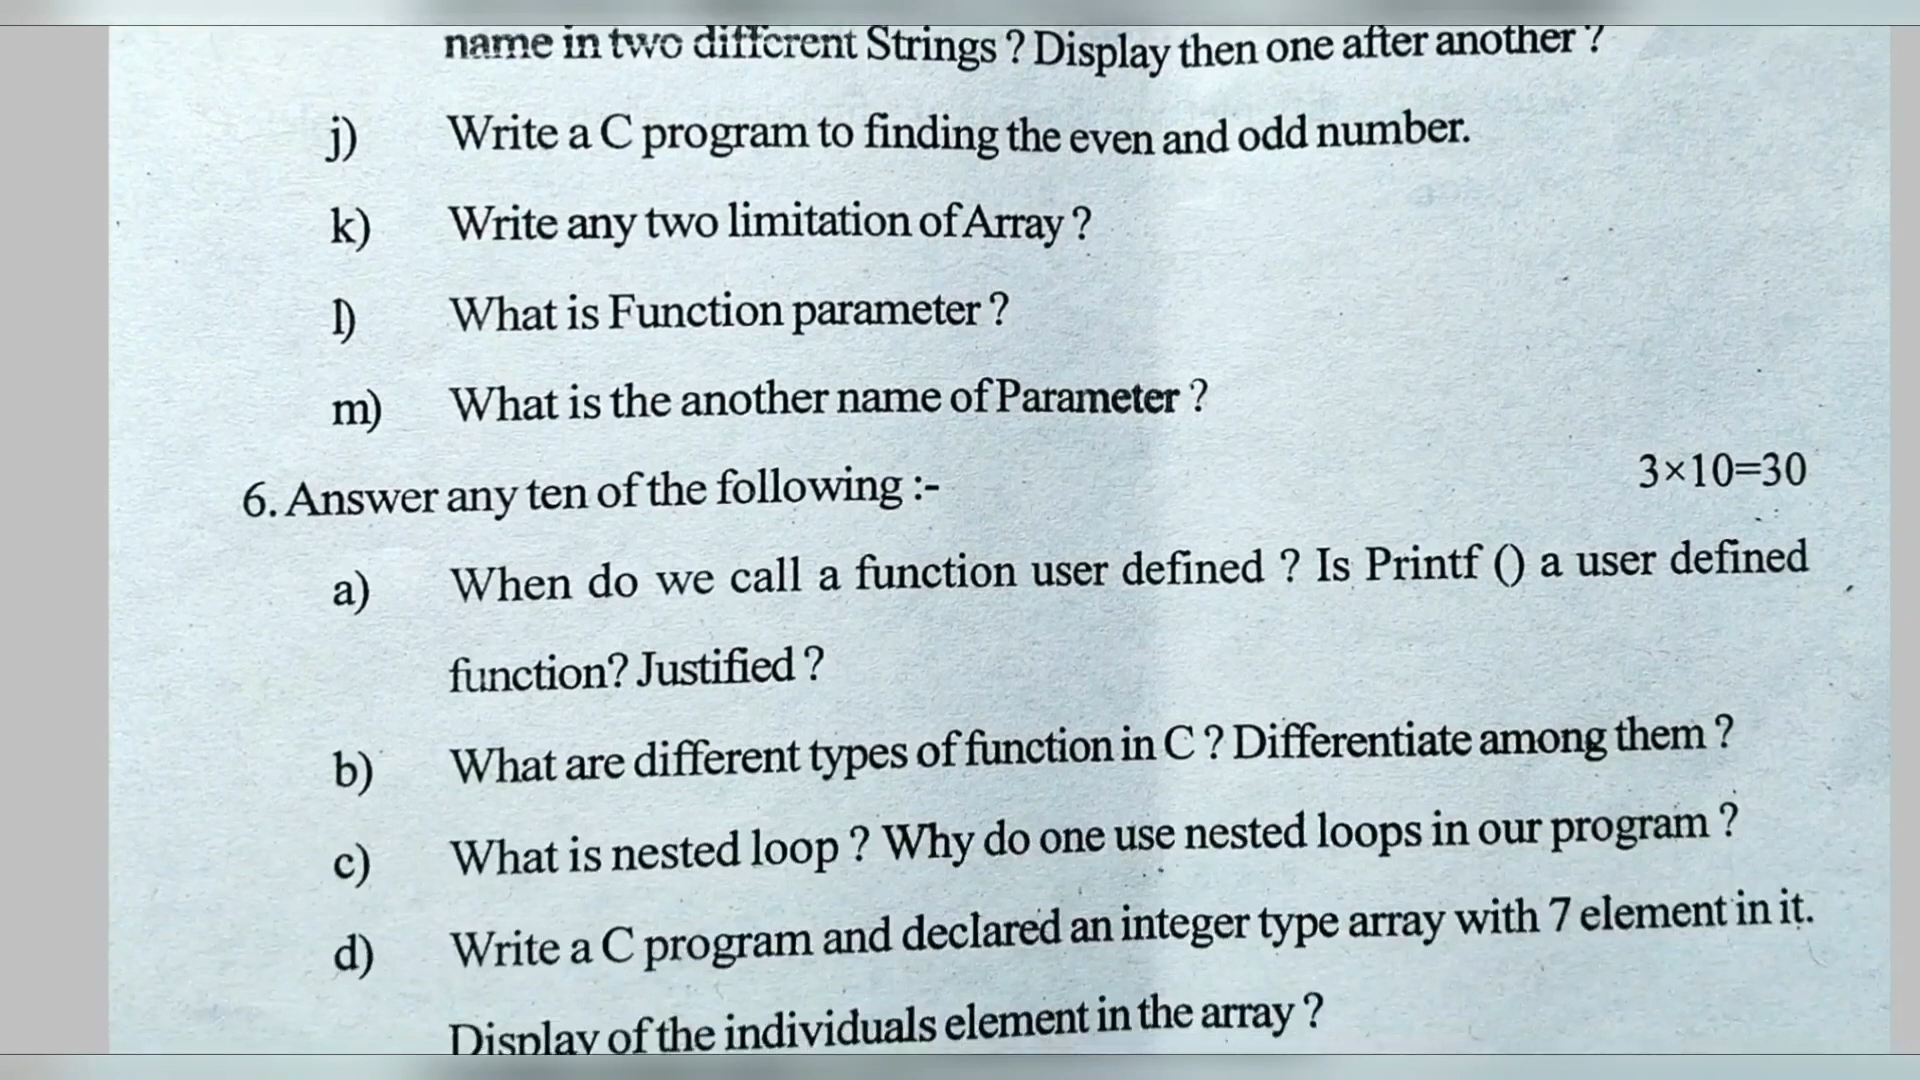 name in two different Strings ? Display then one after another ?
j) Write a C program to finding the even and odd number.
k) Write any two limitation of Array ?
l) What is Function parameter ?
m) What is the another name of Parameter ?
6. Answer any ten of the following :- 3×10=30
a) When do we call a function user defined ? Is Printf () a user defined
function? Justified ?
b) What are different types of function in C ? Differentiate among them ?
c) What is nested loop ? Why do one use nested loops in our program ?
d) Write a C program and declared an integer type array with 7 element in it.
Display of the individuals element in the array ?